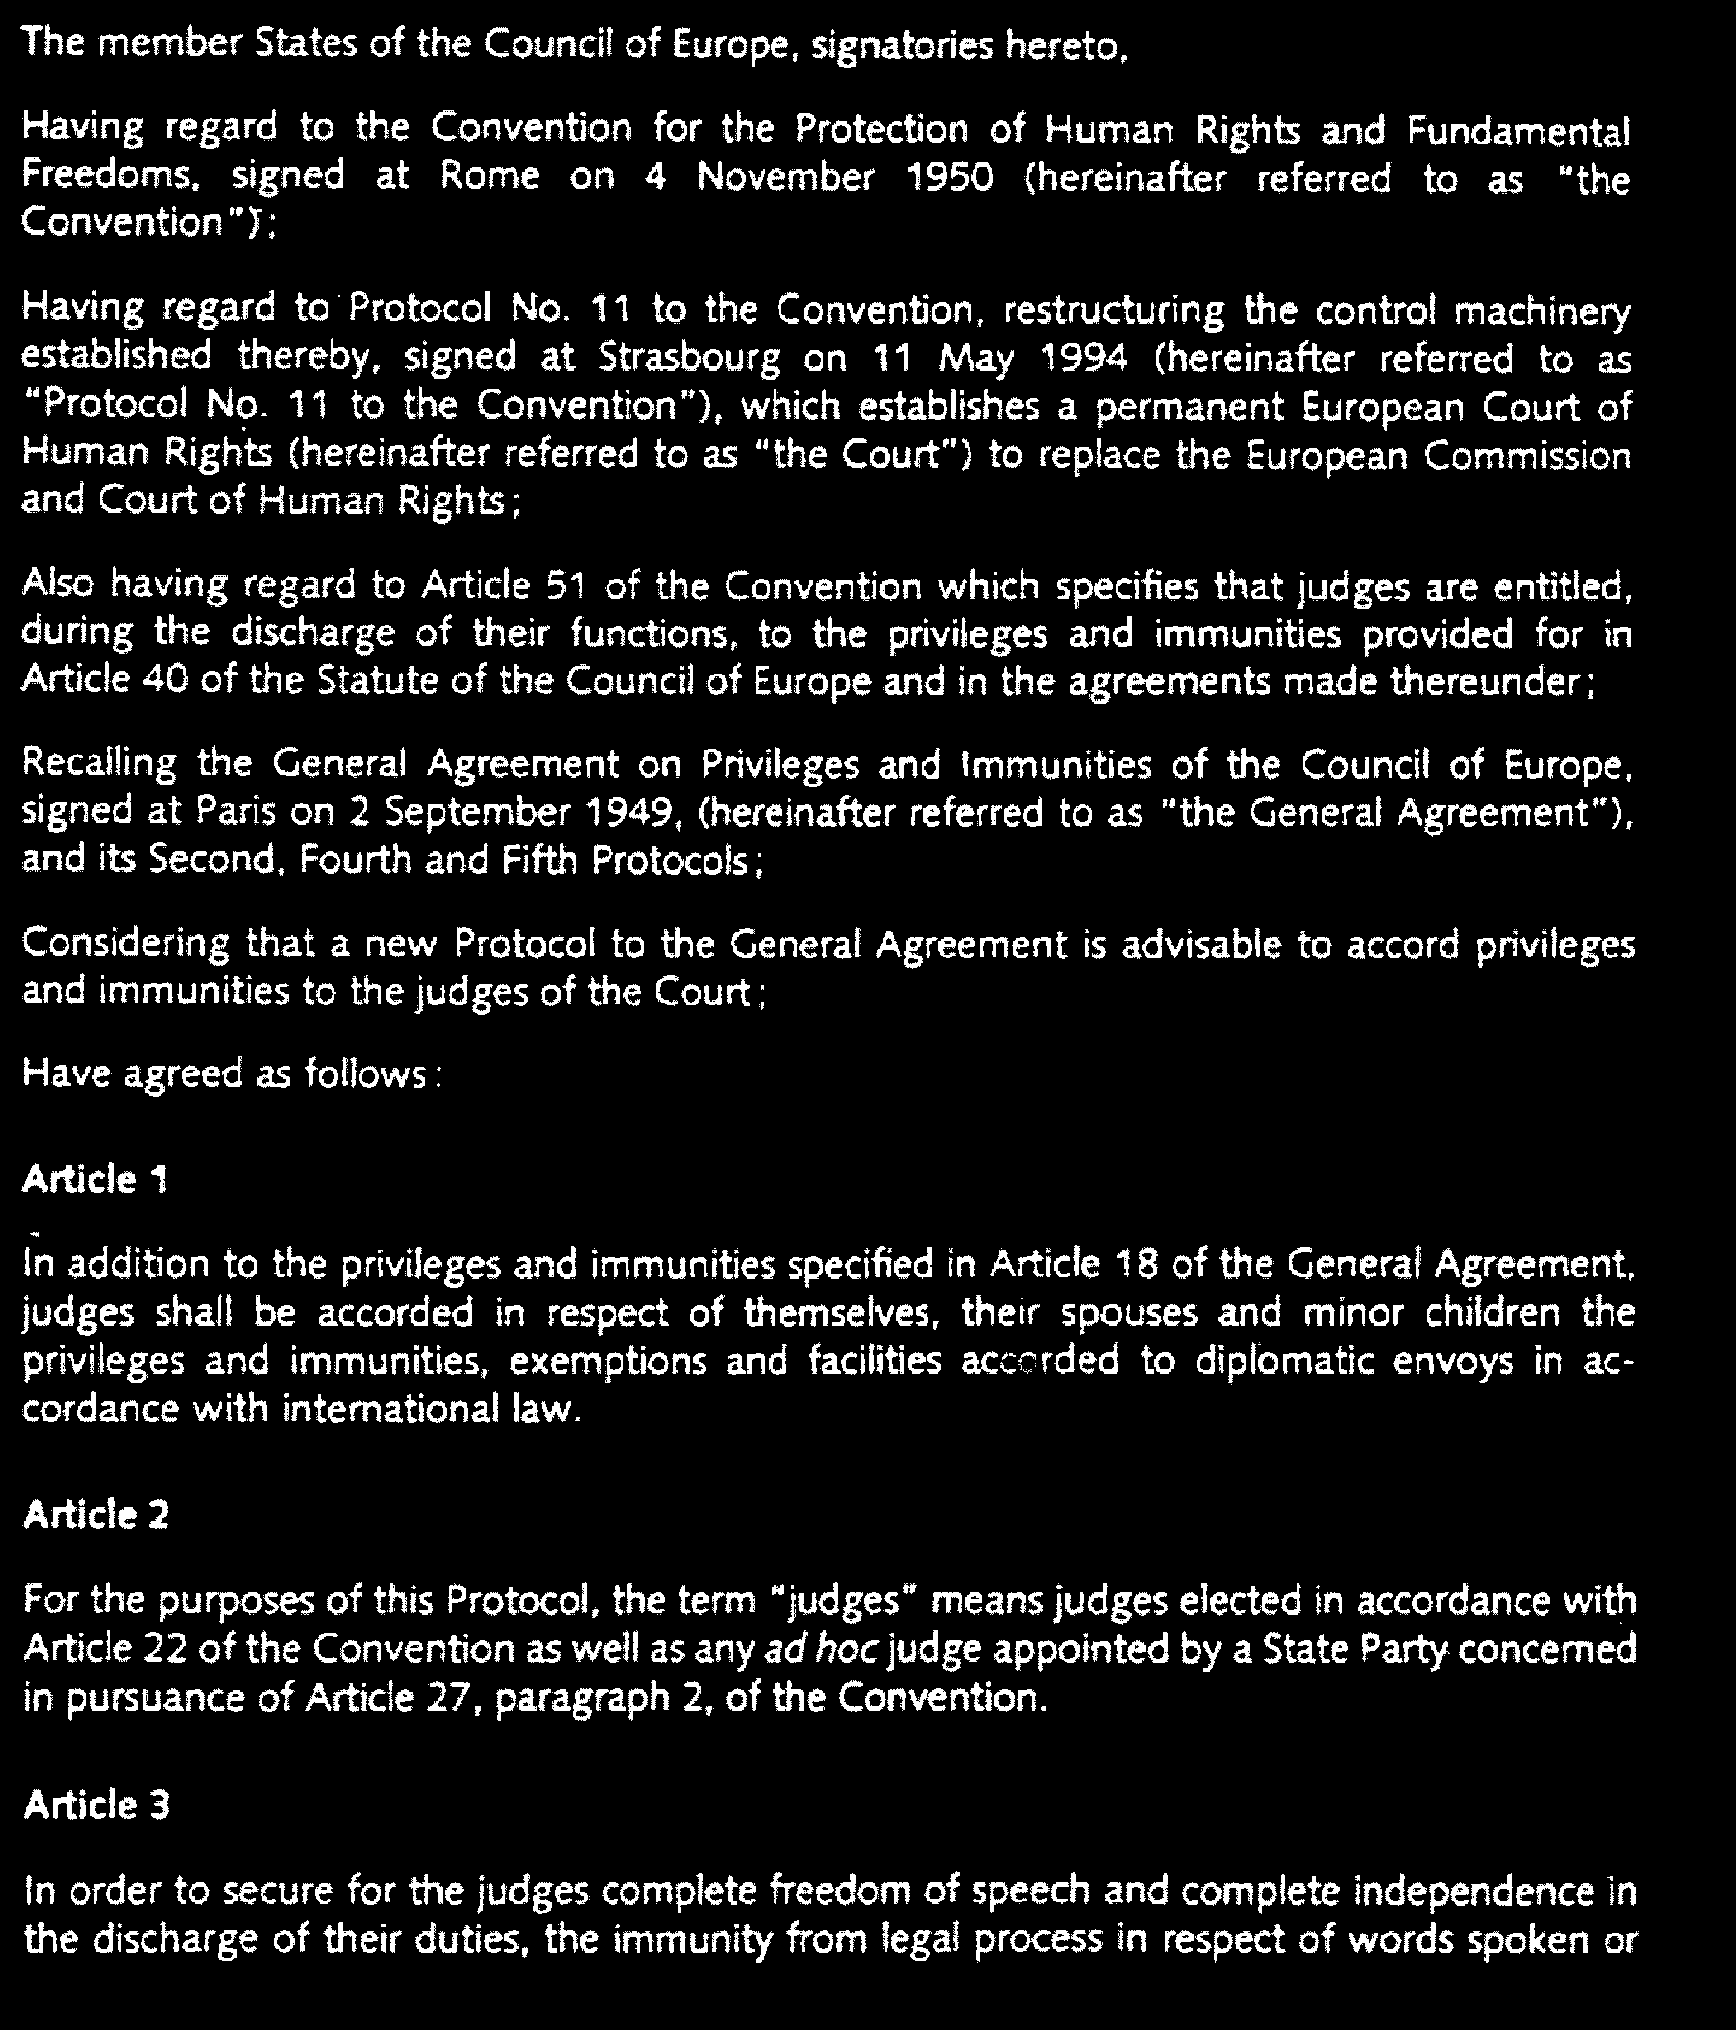 The member States of the Council of Europe, signatories hereto,
Having regard to the Convention for the Protection of Human Rights and Fundamental
Freedoms, signed at Rome on 4 November 1950 (hereinafter referred to as "the
Convention");
Having regard to Protocol No. 11 to the Convention, restructuring the control machinery
established thereby, signed at Strasbourg on 11 May 1994 (hereinafter referred to as
"Protocol No. 11 to the Convention"), which establishes a permanent European Court of
Human Rights (hereinafter referred to as "the Court") to replace the European Commission
and Court of Human Rights;
Also having regard to Article 51 of the Convention which specifies that judges are entitled,
during the discharge of their functions, to the privileges and immunities provided for in
Article 40 of the Statute of the Council of Europe and in the agreements made thereunder;
Recalling the General Agreement on Privileges and Immunities of the Council of Europe,
signed at Paris on 2 September 1949, (hereinafter referred to as "the General Agreement"),
and its Second, Fourth and Fifth Protocols;
Considering that a new Protocol to the General Agreement is advisable to accord privileges
and immunities to the judges of the Court;
Have agreed as follows:
Article 1
In addition to the privileges and immunities specified in Article 18 of the General Agreement,
judges shall be accorded in respect of themselves, their spouses and minor children the
privileges and immunities, exemptions and facilities accorded to diplomatic envoys in ac-
cordance with international law.
Article 2
For the purposes of this Protocol, the term "judges" means judges elected in accordance with
Article 22 of the Convention as well as any ad hoc judge appointed by a State Party concerned
in pursuance of Article 27, paragraph 2, of the Convention.
Article 3
In order to secure for the judges complete freedom of speech and complete independence in
the discharge of their duties, the immunity from legal process in respect of words spoken or